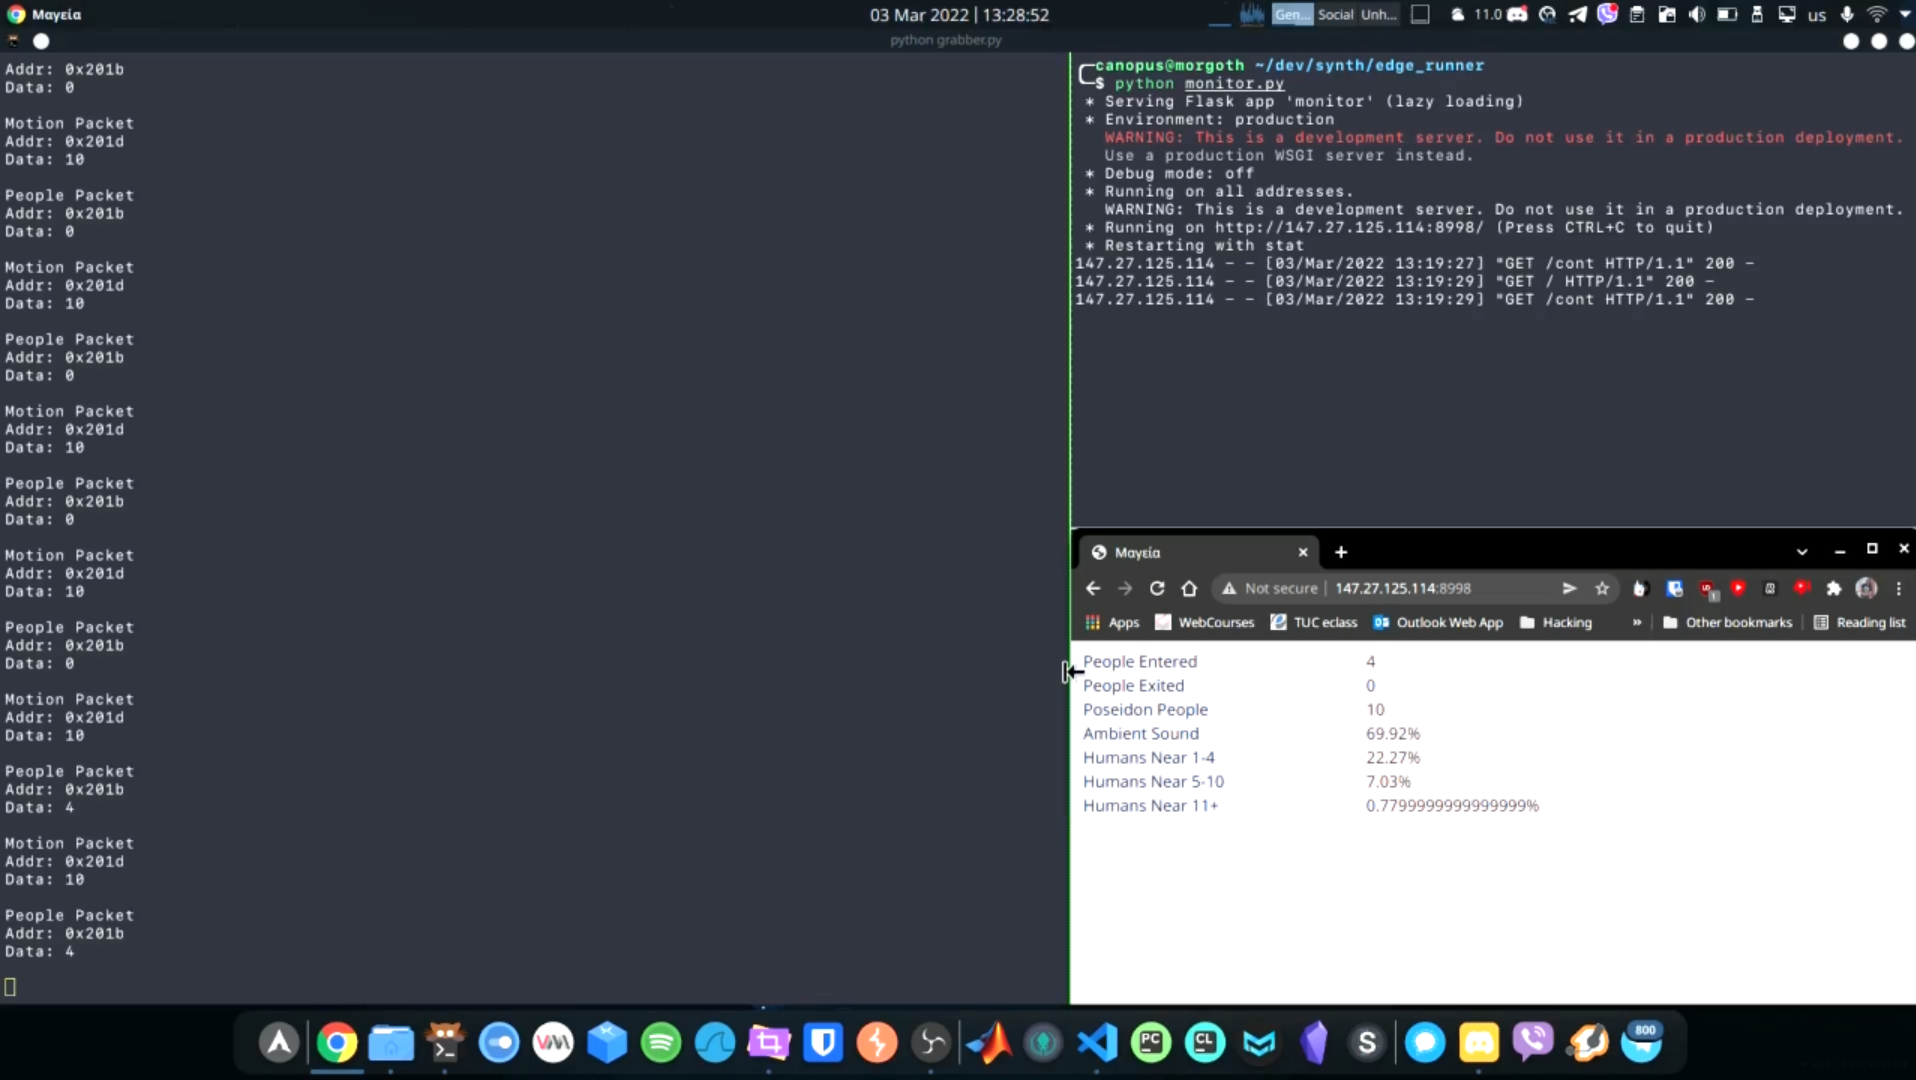 Μαγεία
03 Mar 2022 | 13:28:52
Gen...
Social
Unh...
11.0
us
python grabber.py
Addr: 0x201b
Data: 0
Motion Packet
Addr: 0x201d
Data: 10
People Packet
Addr: 0x201b
Data: 0
Motion Packet
Addr: 0x201d
Data: 10
People Packet
Addr: 0x201b
Data: 0
Motion Packet
Addr: 0x201d
Data: 10
People Packet
Addr: 0x201b
Data: 0
Motion Packet
Addr: 0x201d
Data: 10
People Packet
Addr: 0x201b
Data: 0
Motion Packet
Addr: 0x201d
Data: 10
People Packet
Addr: 0x201b
Data: 4
Motion Packet
Addr: 0x201d
Data: 10
People Packet
Addr: 0x201b
Data: 4
canopus@morgoth ~/dev/synth/edge_runner
$ python monitor.py
* Serving Flask app 'monitor' (lazy loading)
* Environment: production
WARNING: This is a development server. Do not use it in a production deployment.
Use a production WSGI server instead.
* Debug mode: off
* Running on all addresses.
WARNING: This is a development server. Do not use it in a production deployment.
* Running on http://147.27.125.114:8998/ (Press CTRL+C to quit)
* Restarting with stat
147.27.125.114 - - [03/Mar/2022 13:19:27] "GET /cont HTTP/1.1" 200 -
147.27.125.114 - - [03/Mar/2022 13:19:29] "GET / HTTP/1.1" 200 -
147.27.125.114 - - [03/Mar/2022 13:19:29] "GET /cont HTTP/1.1" 200 -
Μαγεία
Not secure | 147.27.125.114:8998
Apps
WebCourses
TUC eclass
Outlook Web App
Hacking
»
Other bookmarks
Reading list
People Entered 4
People Exited 0
Poseidon People 10
Ambient Sound 69.92%
Humans Near 1-4 22.27%
Humans Near 5-10 7.03%
Humans Near 11+ 0.7799999999999999%
PC
CL
S
800